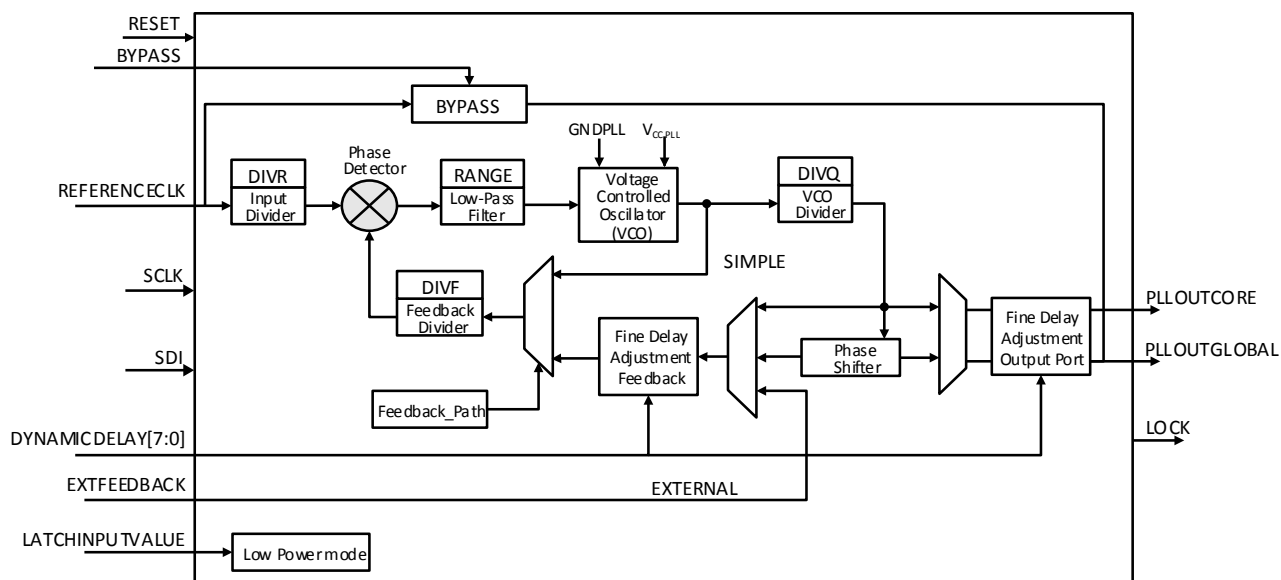 RESET
BYPASS
BYPASS
GNDPLL
VCCPLL
Phase
Detector
REFERENCECLK
DIVR
Input
Divider
RANGE
Low-Pass
Filter
Voltage
Controlled
Oscillator
(VCO)
DIVQ
VCO
Divider
SIMPLE
SCLK
DIVF
Feedback
Divider
Fine Delay
Adjustment
Feedback
Phase
Shifter
Fine Delay
Adjustment
Output Port
PLLOUTCORE
PLLOUTGLOBAL
SDI
Feedback_Path
DYNAMICDELAY[7:0]
LOCK
EXTFEEDBACK
EXTERNAL
LATCHINPUTVALUE
Low Power mode